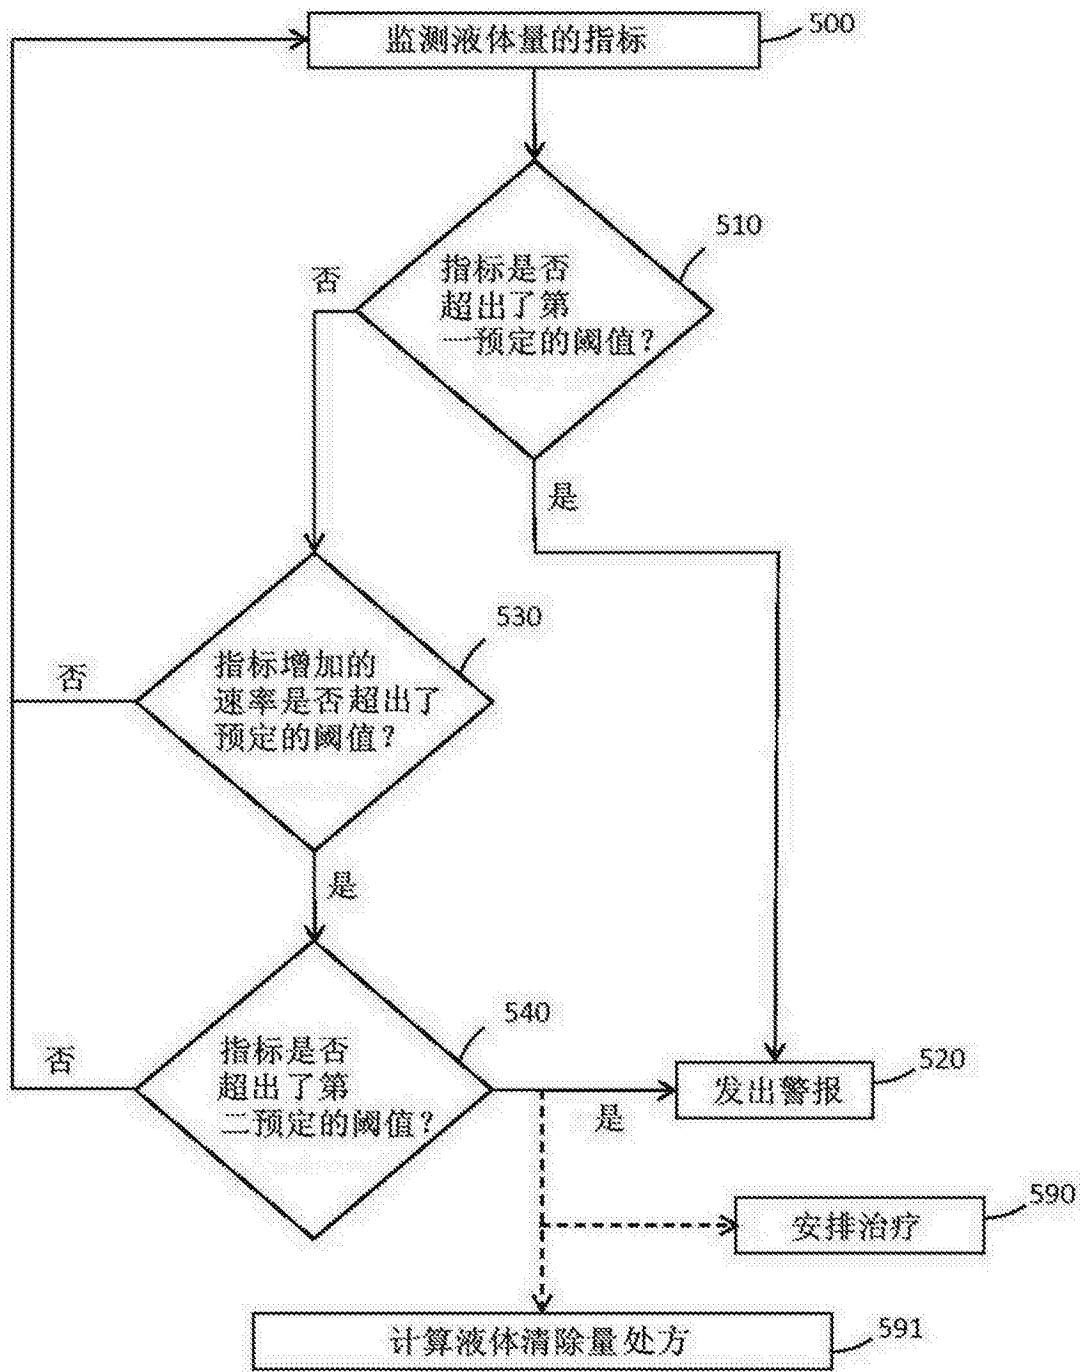 监测液体量的指标
500
510
指标是否
超出了第
一预定的阈值？
否
是
530
指标增加的
速率是否超出了
预定的阈值？
否
是
540
指标是否
超出了第
二预定的阈值？
否
是
发出警报
520
安排治疗
590
计算液体清除量处方
591